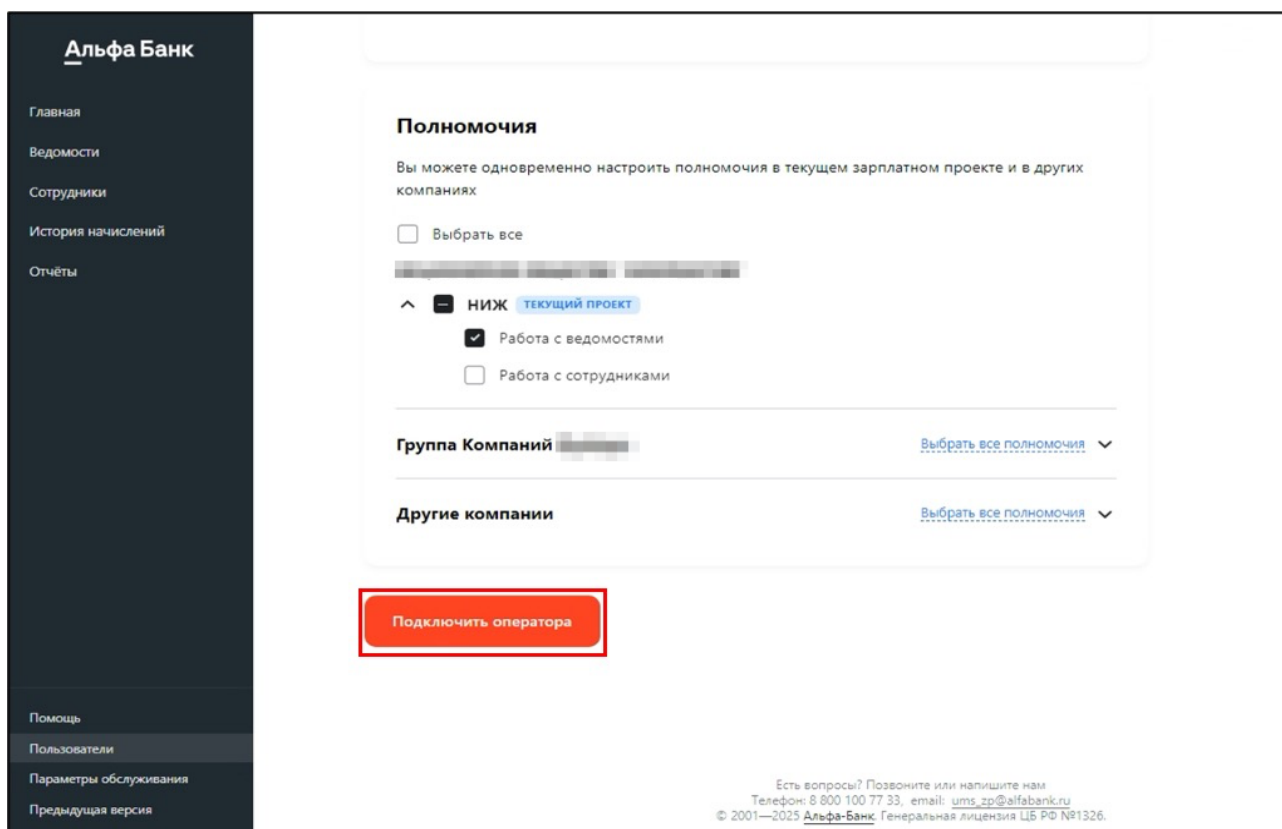 Альфа Банк
Главная
Ведомости
Сотрудники
История начислений
Отчёты
Помощь
Пользователи
Параметры обслуживания
Предыдущая версия
Полномочия
Вы можете одновременно настроить полномочия в текущем зарплатном проекте и в других
компаниях
Выбрать все
НИЖ ТЕКУЩИЙ ПРОЕКТ
Работа с ведомостями
Работа с сотрудниками
Группа Компаний
Выбрать все полномочия
Другие компании
Выбрать все полномочия
Подключить оператора
Есть вопросы? Позвоните или напишите нам
Телефон: 8 800 100 77 33, email: ums_zp@alfabank.ru
© 2001—2025 Альфа-Банк. Генеральная лицензия ЦБ РФ №1326.